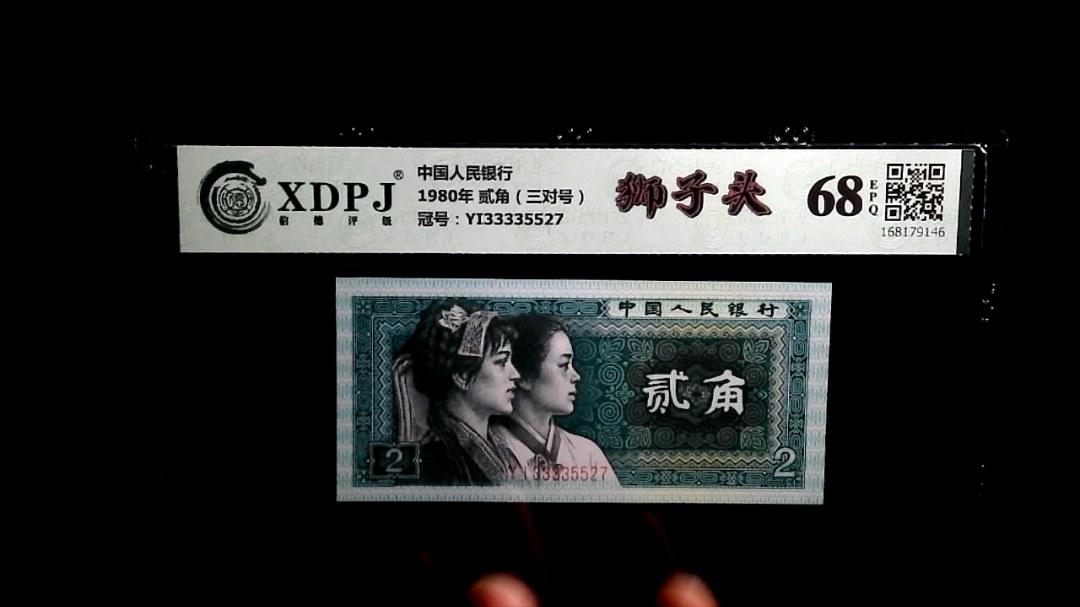 XDPJ®
信德评级
中国人民银行
1980年 贰角（三对号）
冠号：YI33335527
狮子头
68
EPQ
168179146
中国人民银行
贰角
2
YI33335527
2